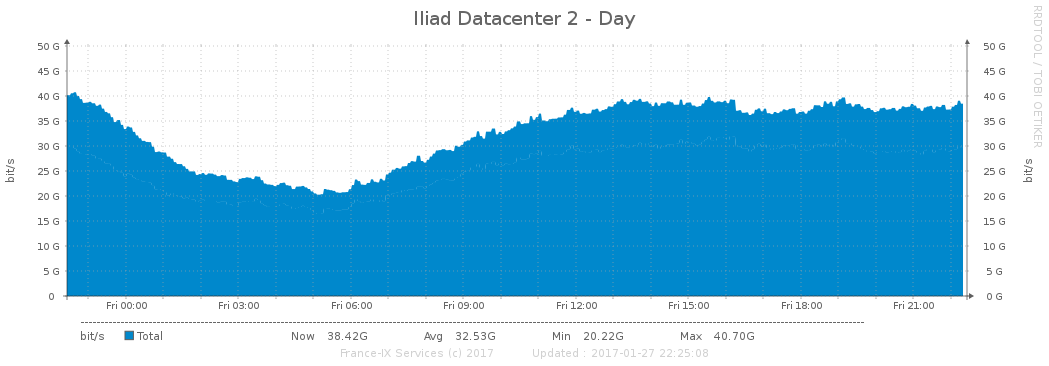 Iliad Datacenter 2 - Day
RRDTOOL / TOBI OETIKER
50 G 50 G
45 G 45 G
40 G 40 G
35 G 35 G
30 G 30 G
25 G 25 G
20 G 20 G
15 G 15 G
10 G 10 G
5 G 5 G
0 0 G
bit/s
bit/s
Fri 00:00 Fri 03:00 Fri 06:00 Fri 09:00 Fri 12:00 Fri 15:00 Fri 18:00 Fri 21:00
bit/s Total Now 38.42G Avg 32.53G Min 20.22G Max 40.70G
France-IX Services (c) 2017 Updated : 2017-01-27 22:25:08